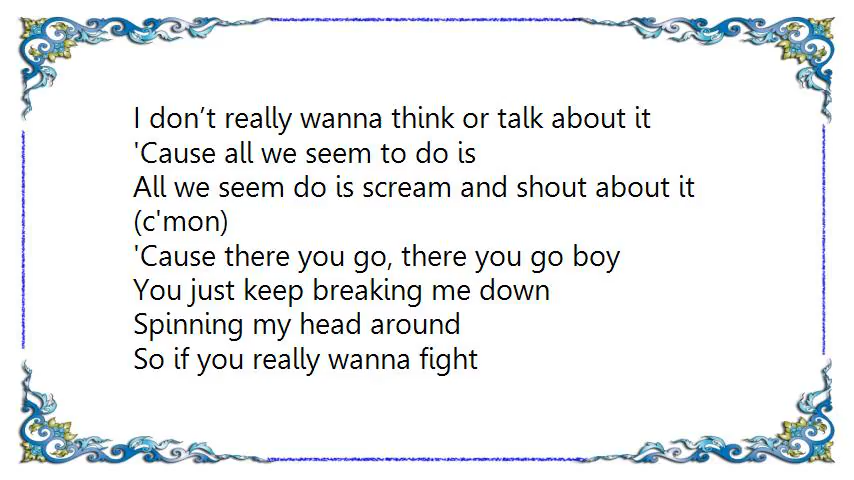 I don’t really wanna think or talk about it
'Cause all we seem to do is
All we seem do is scream and shout about it
(c'mon)
'Cause there you go, there you go boy
You just keep breaking me down
Spinning my head around
So if you really wanna fight